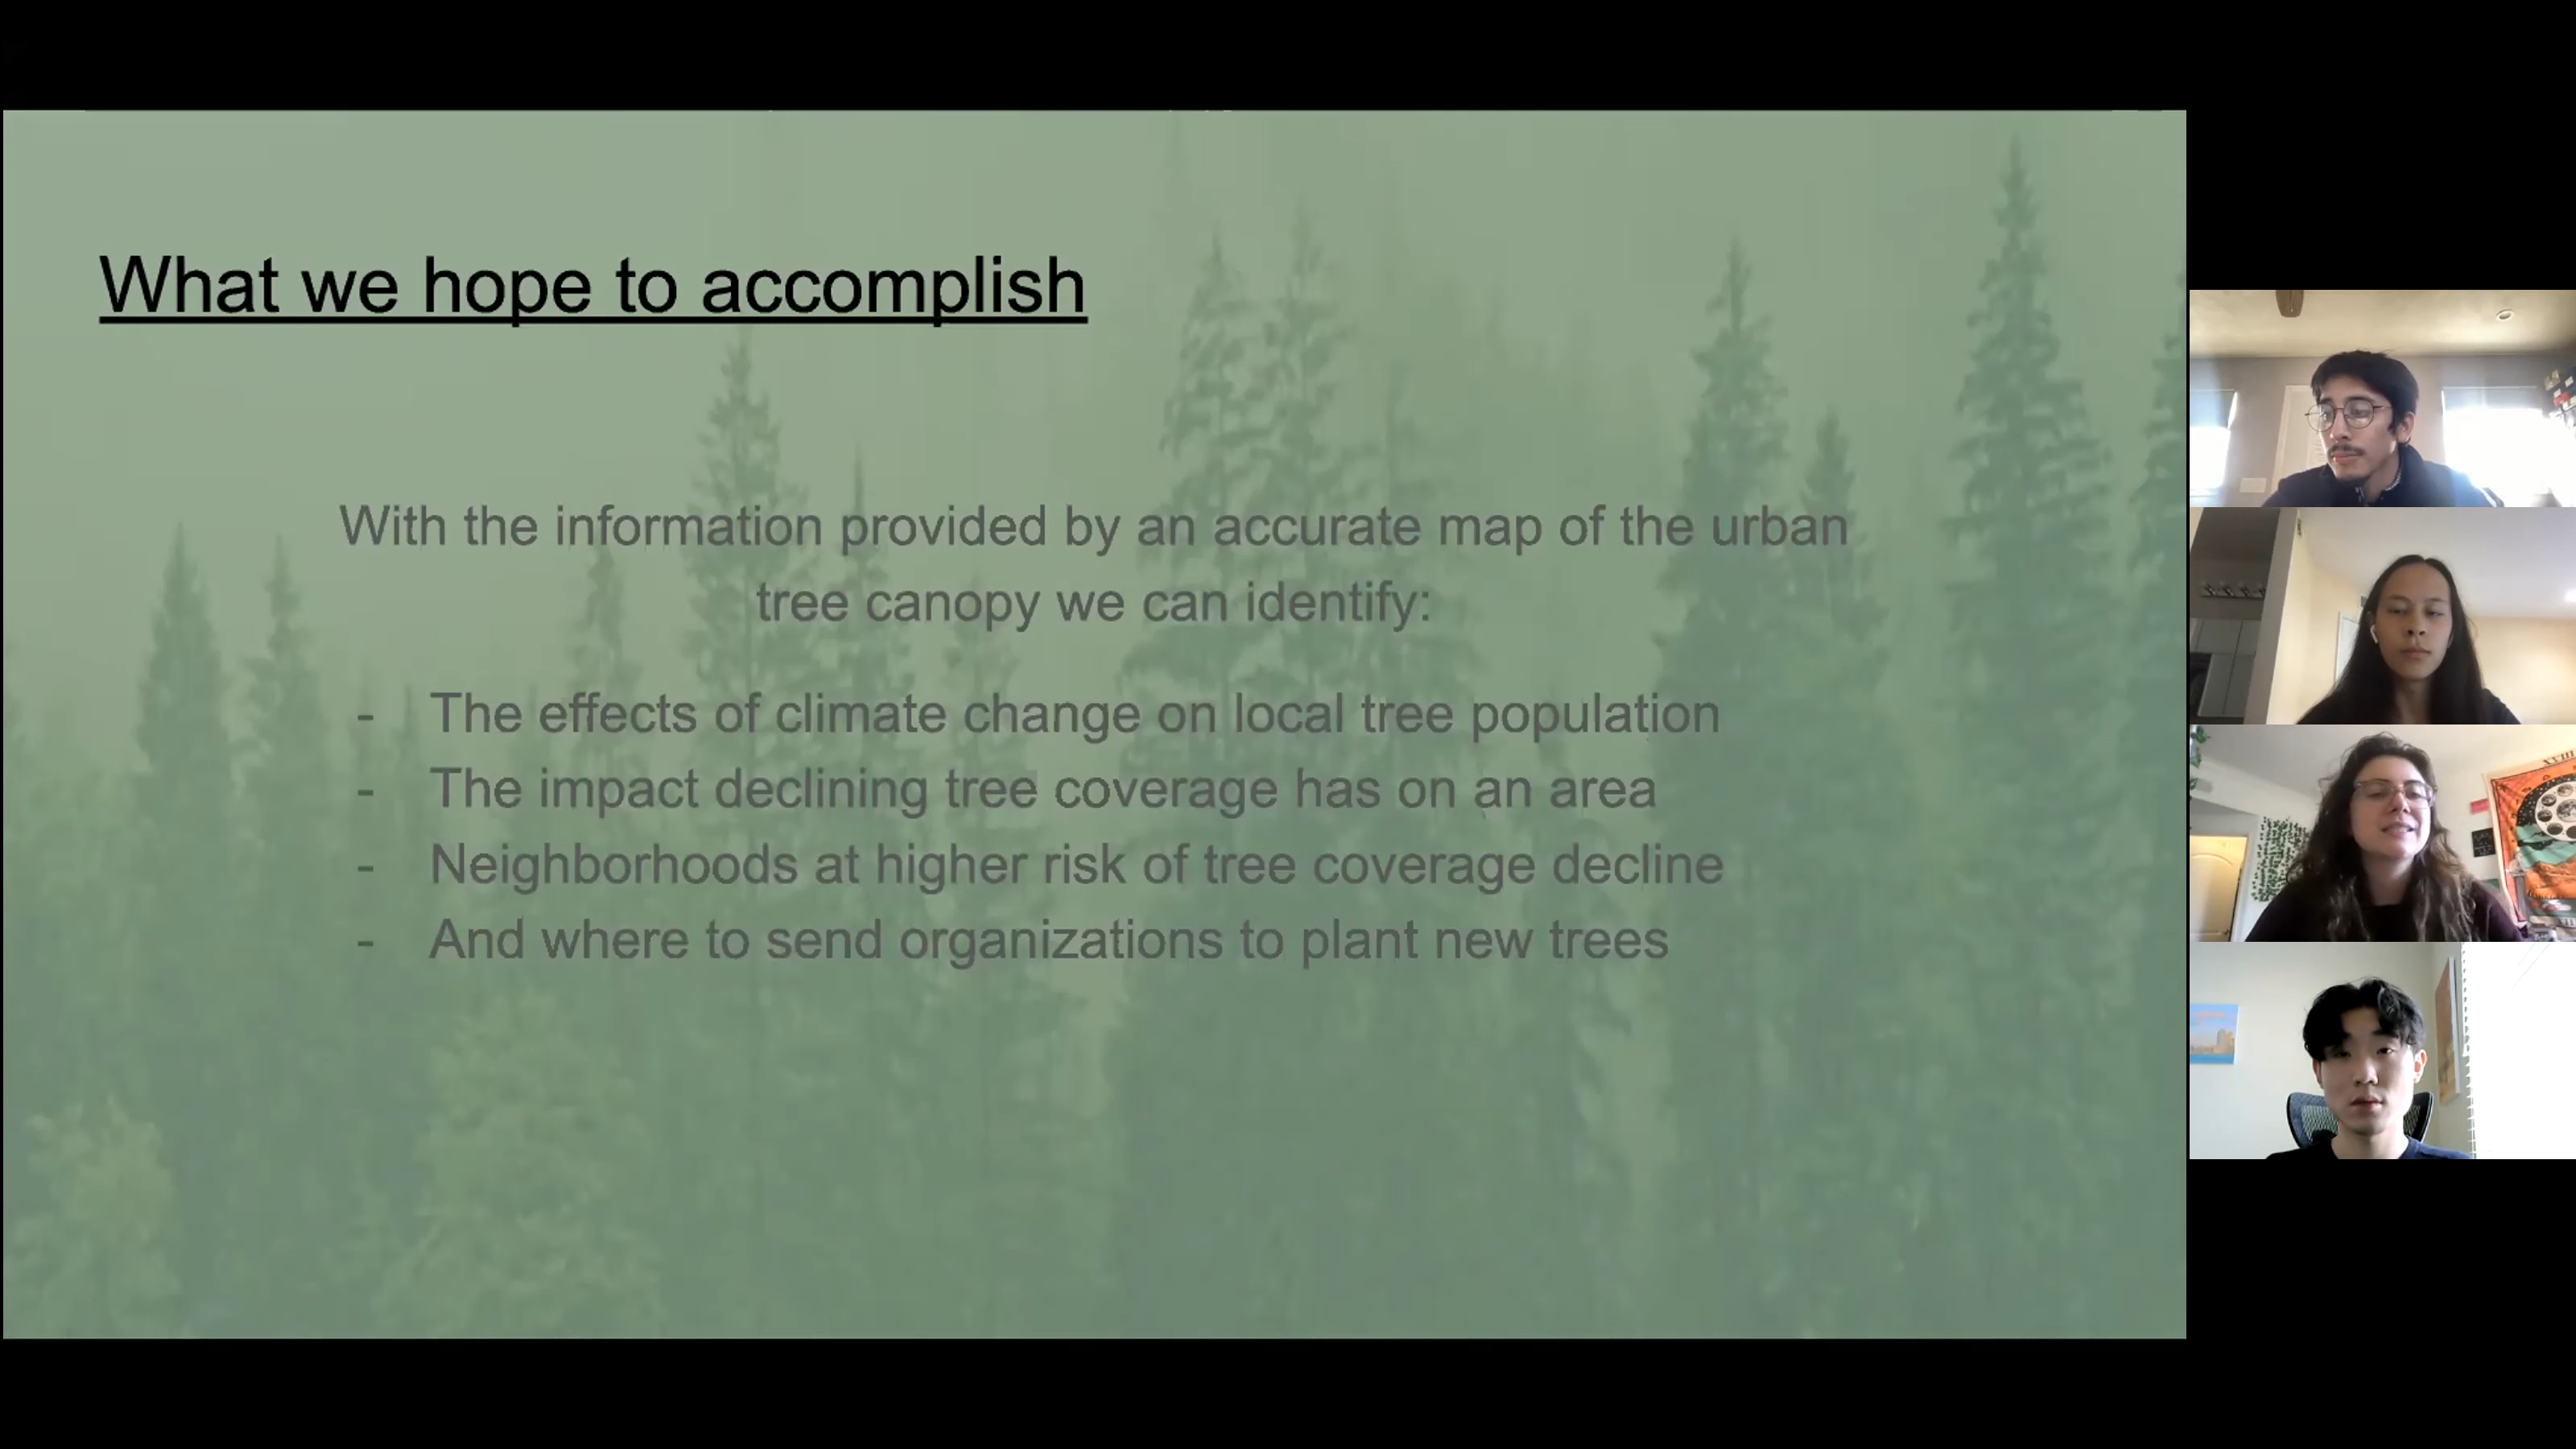 What we hope to accomplish
With the information provided by an accurate map of the urban
tree canopy we can identify:
- The effects of climate change on local tree population
- The impact declining tree coverage has on an area
- Neighborhoods at higher risk of tree coverage decline
- And where to send organizations to plant new trees